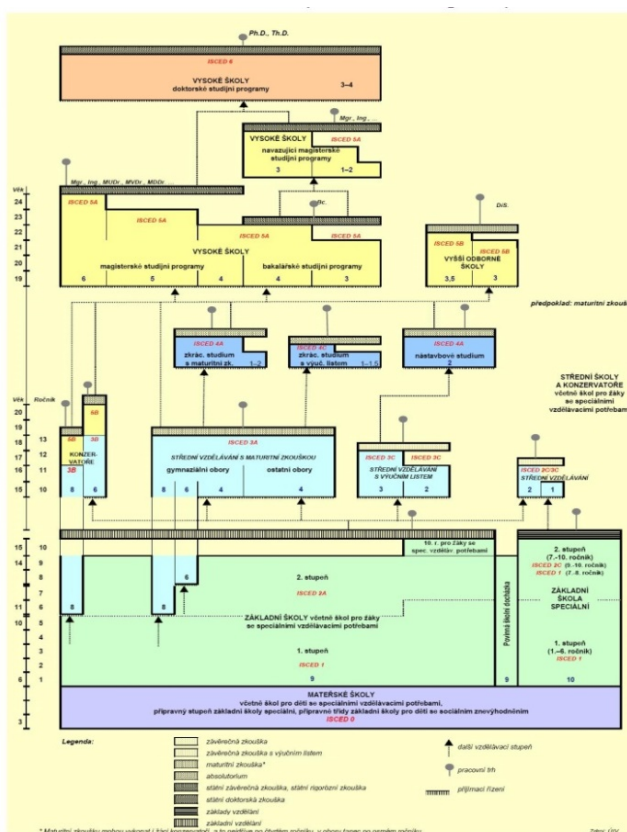 Ph.D., Th.D.
ISCED 6
VYSOKÉ ŠKOLY
doktorské studijní programy
3–4
Mgr., Ing., ...
VYSOKÉ ŠKOLY
ISCED 5A
navazující magisterské
studijní programy
3
1–2
Mgr., Ing., MUDr., MVDr., MDDr. ...
Bc.
DiS.
Věk
24
23
22
21
20
19
ISCED 5A
ISCED 5A
ISCED 5A
ISCED 5A
VYSOKÉ ŠKOLY
magisterské studijní programy
bakalářské studijní programy
6
5
4
4
3
ISCED 5B
ISCED 5B
VYŠŠÍ ODBORNÉ
ŠKOLY
3,5
3
předpoklad: maturitní zkouš
ISCED 4A
zkrác. studium
s maturitní zk.
1–2
ISCED 4C
zkrác. studium
s výuč. listem
1–1,5
ISCED 4A
nástavbové studium
2
STŘEDNÍ ŠKOLY
A KONZERVATOŘE
včetně škol pro žáky
se speciálními
vzdělávacími potřebam
Věk
Ročník
20
19
18
17
16
15
13
12
11
10
5B
5B
3B
3B
KONZER-
VATOŘE
8
6
ISCED 3A
STŘEDNÍ VZDĚLÁVÁNÍ S MATURITNÍ ZKOUŠKOU
gymnaziální obory
ostatní obory
8
6
4
4
ISCED 3C
ISCED 3C
STŘEDNÍ VZDĚLÁVÁNÍ
S VÝUČNÍM LISTEM
3
2
ISCED 2C/3C
STŘEDNÍ VZDĚLÁVÁNÍ
2
1
15
14
11
10
6
3
10
9
8
7
6
5
4
3
2
1
10. r. pro žáky se
spec. vzděláv. potřebami
8
8
6
2. stupeň
ISCED 2A
ZÁKLADNÍ ŠKOLY včetně škol pro žáky
se speciálními vzdělávacími potřebami
1. stupeň
ISCED 1
9
Povinná školní docházka
9
2. stupeň
(7.–10. ročník)
ISCED 2C (9.–10. ročník)
ISCED 1 (7.–8. ročník)
ZÁKLADNÍ
ŠKOLA
SPECIÁLNÍ
1. stupeň
(1.–6. ročník)
ISCED 1
10
MATEŘSKÉ ŠKOLY
včetně škol pro děti se speciálními vzdělávacími potřebami,
přípravný stupeň základní školy speciální, přípravné třídy základní školy pro děti se sociálním znevýhodněním
ISCED 0
Legenda:
závěrečná zkouška
závěrečná zkouška s výučním listem
maturitní zkouška*
absolutorium
státní závěrečná zkouška, státní rigorózní zkouška
státní doktorská zkouška
základy vzdělání
základní vzdělání
další vzdělávací stupeň
pracovní trh
přijímací řízení